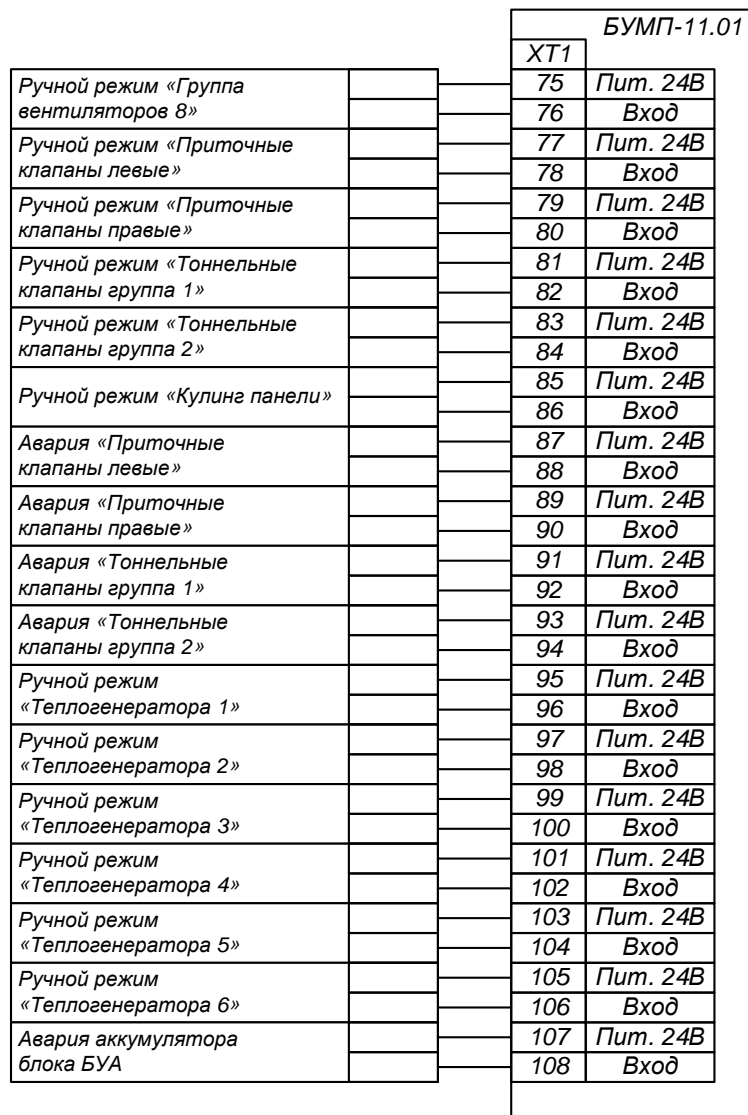 БУМП-11.01
XT1
Ручной режим «Группа
вентиляторов 8»
75 Пит. 24В
76 Вход
Ручной режим «Приточные
клапаны левые»
77 Пит. 24В
78 Вход
Ручной режим «Приточные
клапаны правые»
79 Пит. 24В
80 Вход
Ручной режим «Тоннельные
клапаны группа 1»
81 Пит. 24В
82 Вход
Ручной режим «Тоннельные
клапаны группа 2»
83 Пит. 24В
84 Вход
Ручной режим «Кулинг панели»
85 Пит. 24В
86 Вход
Авария «Приточные
клапаны левые»
87 Пит. 24В
88 Вход
Авария «Приточные
клапаны правые»
89 Пит. 24В
90 Вход
Авария «Тоннельные
клапаны группа 1»
91 Пит. 24В
92 Вход
Авария «Тоннельные
клапаны группа 2»
93 Пит. 24В
94 Вход
Ручной режим
«Теплогенератора 1»
95 Пит. 24В
96 Вход
Ручной режим
«Теплогенератора 2»
97 Пит. 24В
98 Вход
Ручной режим
«Теплогенератора 3»
99 Пит. 24В
100 Вход
Ручной режим
«Теплогенератора 4»
101 Пит. 24В
102 Вход
Ручной режим
«Теплогенератора 5»
103 Пит. 24В
104 Вход
Ручной режим
«Теплогенератора 6»
105 Пит. 24В
106 Вход
Авария аккумулятора
блока БУА
107 Пит. 24В
108 Вход